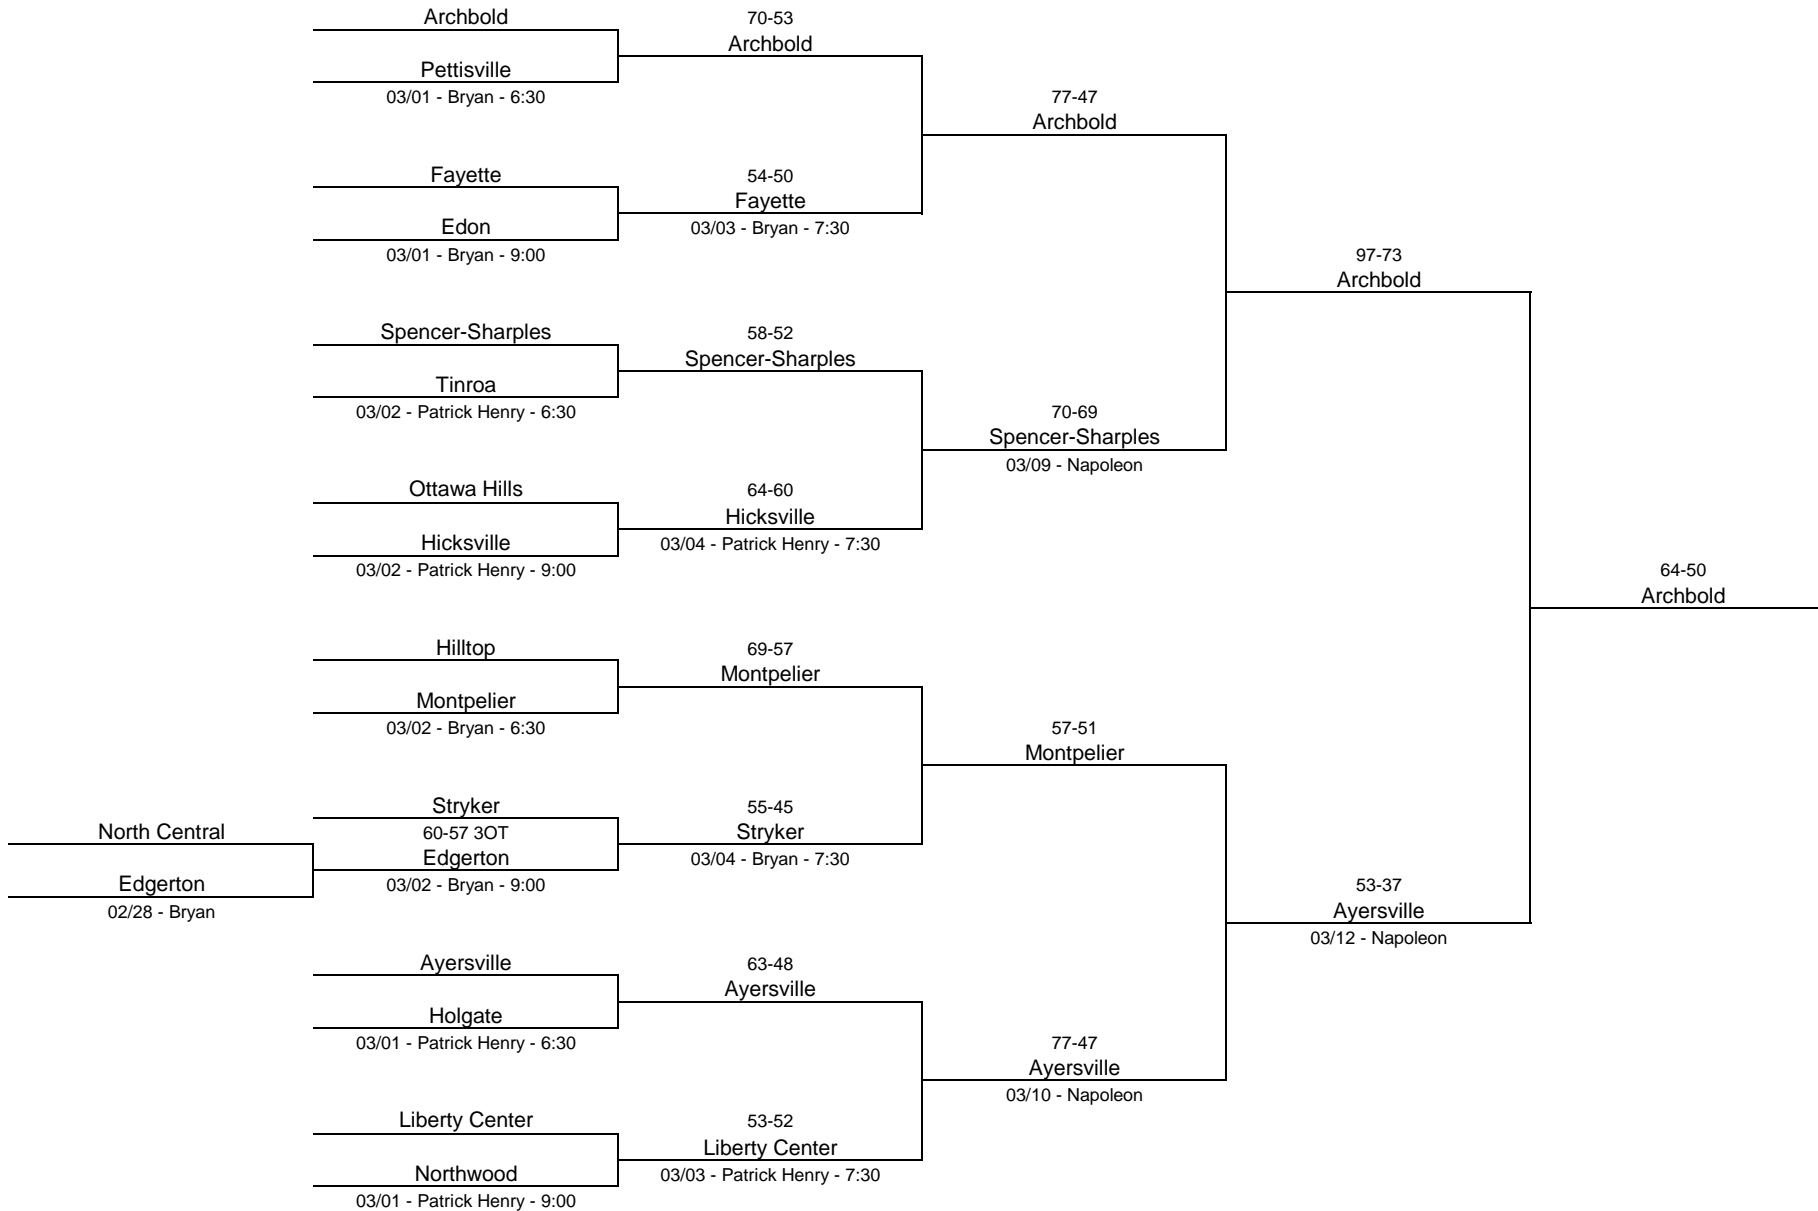 Archbold
70-53
Archbold
Pettisville
03/01 - Bryan - 6:30
77-47
Archbold
Fayette
54-50
Fayette
Edon
03/03 - Bryan - 7:30
03/01 - Bryan - 9:00
97-73
Archbold
Spencer-Sharples
58-52
Spencer-Sharples
Tinroa
03/02 - Patrick Henry - 6:30
70-69
Spencer-Sharples
03/09 - Napoleon
Ottawa Hills
64-60
Hicksville
Hicksville
03/04 - Patrick Henry - 7:30
03/02 - Patrick Henry - 9:00
64-50
Archbold
Hilltop
69-57
Montpelier
Montpelier
03/02 - Bryan - 6:30
57-51
Montpelier
Stryker
55-45
North Central
60-57 3OT
Stryker
Edgerton
03/04 - Bryan - 7:30
Edgerton
03/02 - Bryan - 9:00
02/28 - Bryan
53-37
Ayersville
03/12 - Napoleon
Ayersville
63-48
Ayersville
Holgate
03/01 - Patrick Henry - 6:30
77-47
Ayersville
03/10 - Napoleon
Liberty Center
53-52
Liberty Center
Northwood
03/03 - Patrick Henry - 7:30
03/01 - Patrick Henry - 9:00